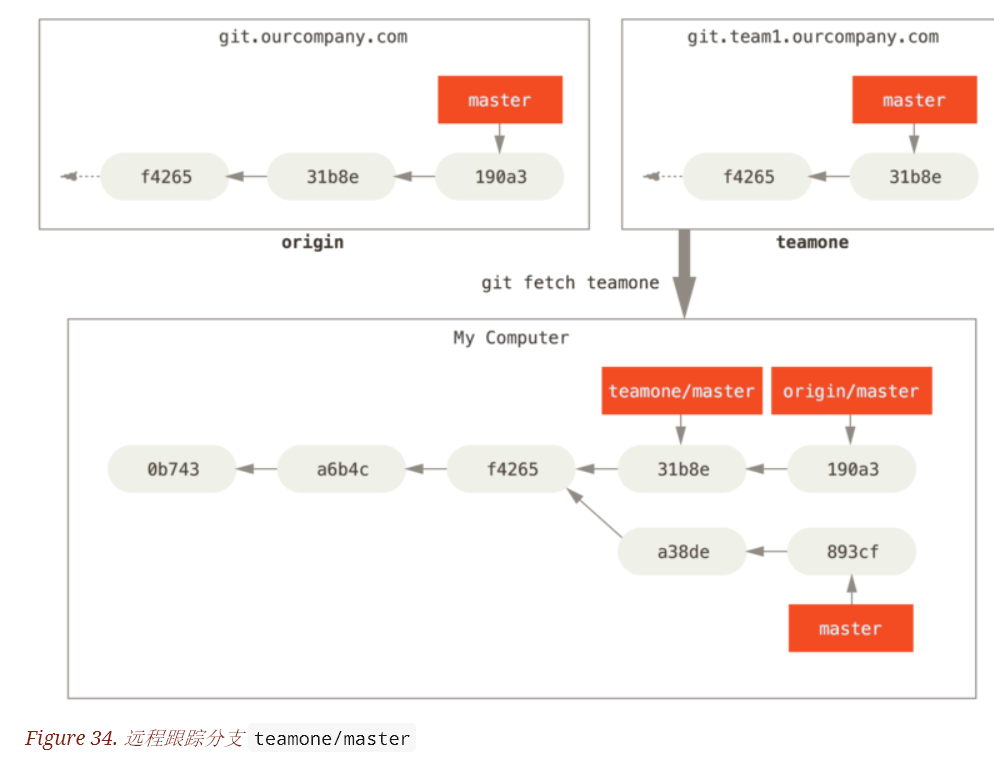 git.ourcompany.com
master
f4265
31b8e
190a3
origin
git.team1.ourcompany.com
master
f4265
31b8e
teamone
git fetch teamone
My Computer
teamone/master
origin/master
0b743
a6b4c
f4265
31b8e
190a3
a38de
893cf
master
Figure 34. 远程跟踪分支 teamone/master